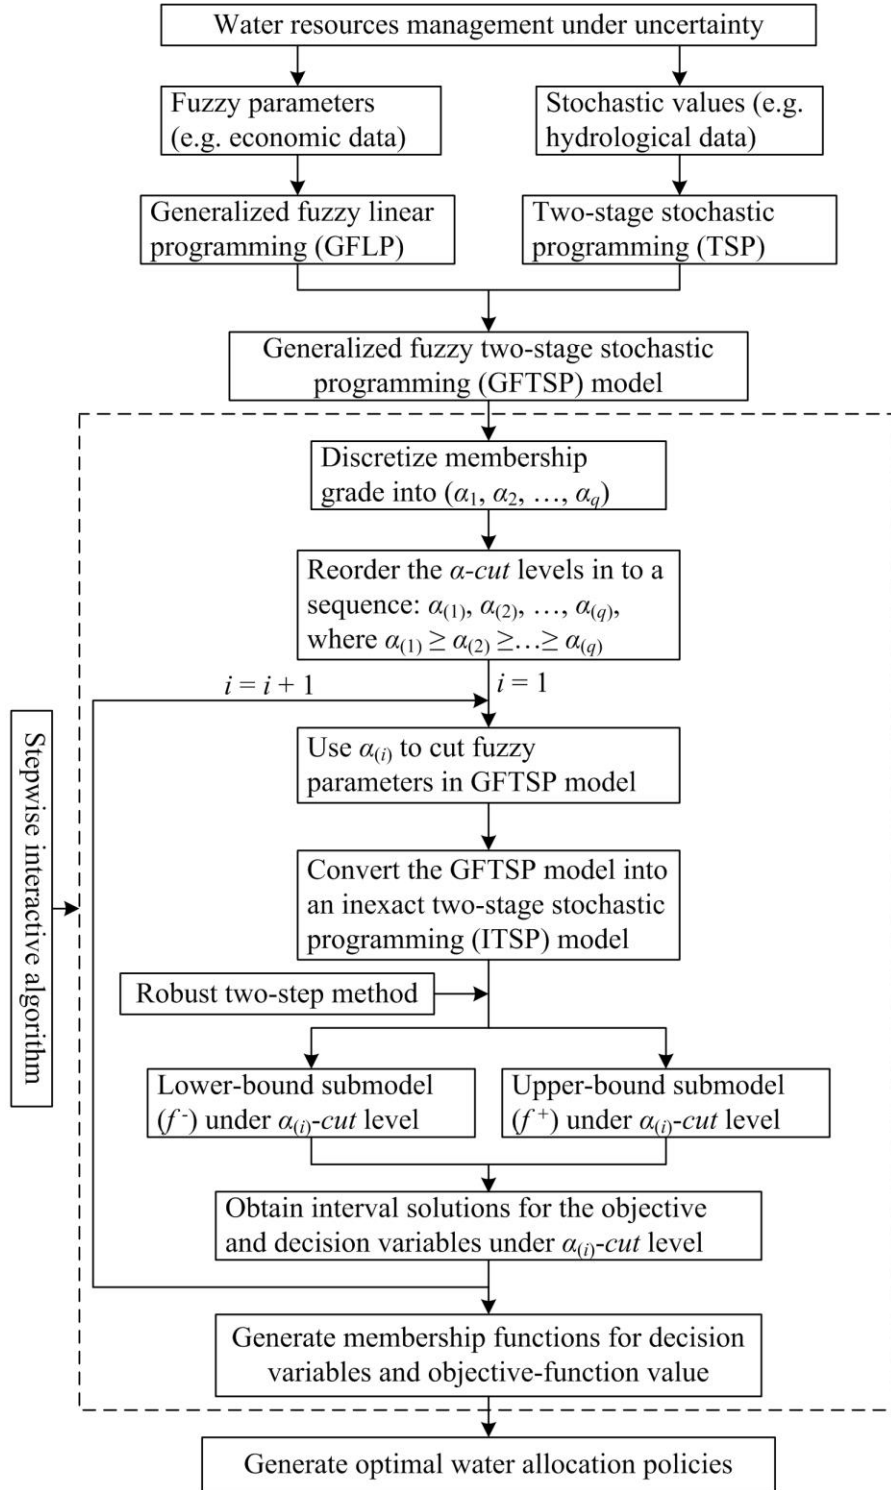 Water resources management under uncertainty
Fuzzy parameters
(e.g. economic data)
Stochastic values (e.g.
hydrological data)
Generalized fuzzy linear
programming (GFLP)
Two-stage stochastic
programming (TSP)
Generalized fuzzy two-stage stochastic
programming (GFTSP) model
Discretize membership
grade into (α1, α2, …, αq)
Reorder the α-cut levels in to a
sequence: α(1), α(2), …, α(q),
where α(1) ≥ α(2) ≥…≥ α(q)
i = i + 1
i = 1
Stepwise interactive algorithm
Use α(i) to cut fuzzy
parameters in GFTSP model
Convert the GFTSP model into
an inexact two-stage stochastic
programming (ITSP) model
Robust two-step method
Lower-bound submodel
(f -) under α(i)-cut level
Upper-bound submodel
(f +) under α(i)-cut level
Obtain interval solutions for the objective
and decision variables under α(i)-cut level
Generate membership functions for decision
variables and objective-function value
Generate optimal water allocation policies